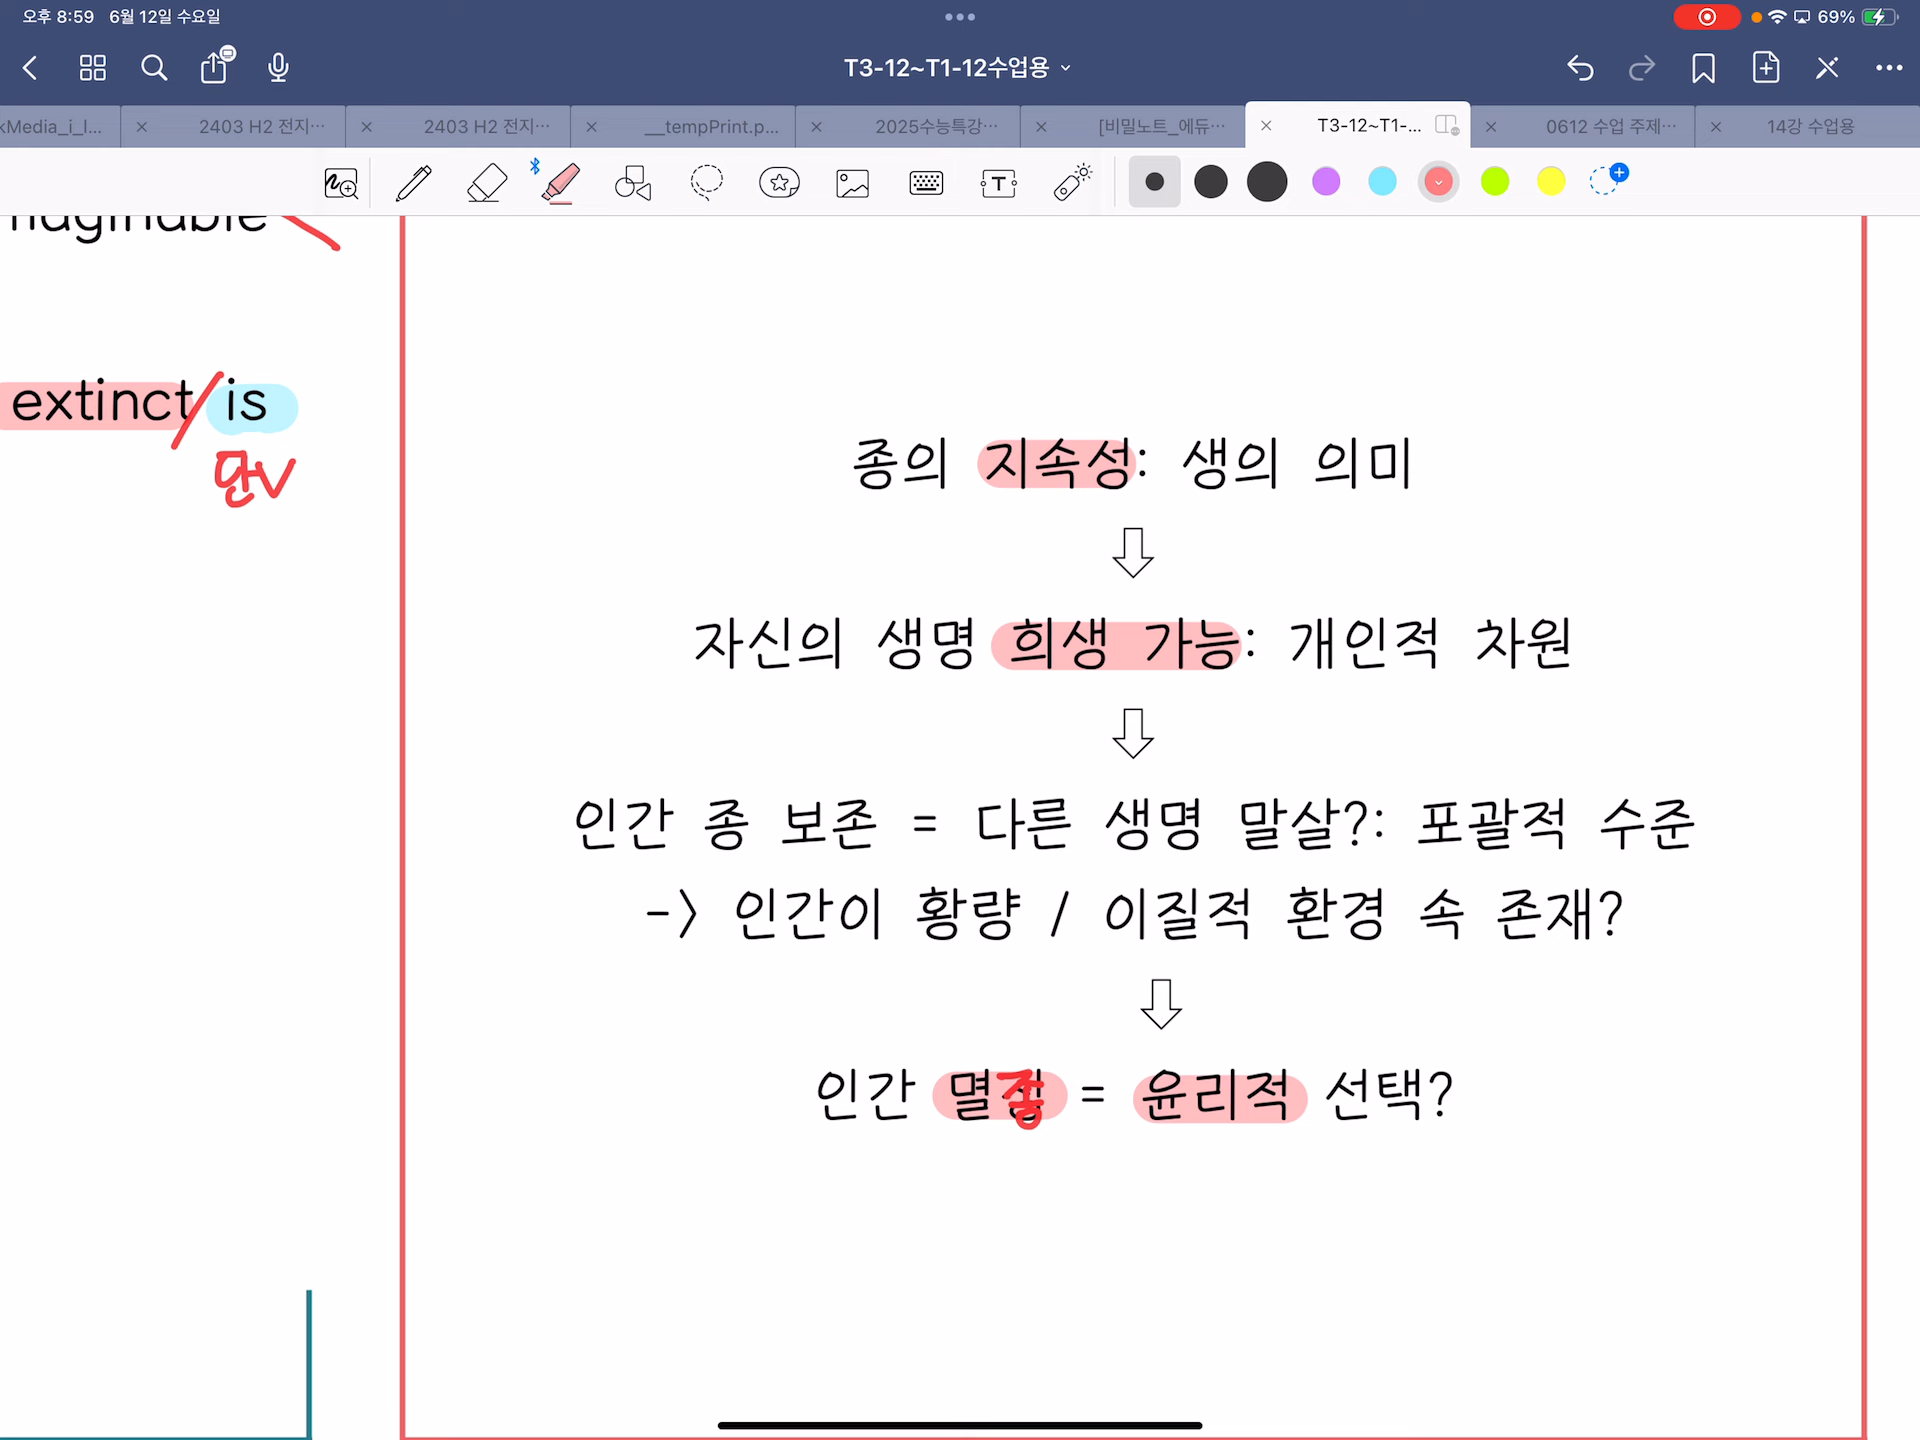 오후 8:59 6월 12일 수요일
69%
T3-12~T1-12수업용
‹Media_i_l... 2403 H2 전지… 2403 H2 전지… __tempPrint.p... 2025수능특강… [비밀노트_에듀… T3-12~T1-... 0612 수업 주제… 14강 수업용
extinct is
단V
종의 지속성: 생의 의미
자신의 생명 희생 가능: 개인적 차원
인간 종 보존 = 다른 생명 말살?: 포괄적 수준
-> 인간이 황량 / 이질적 환경 속 존재?
인간 멸종 = 윤리적 선택?